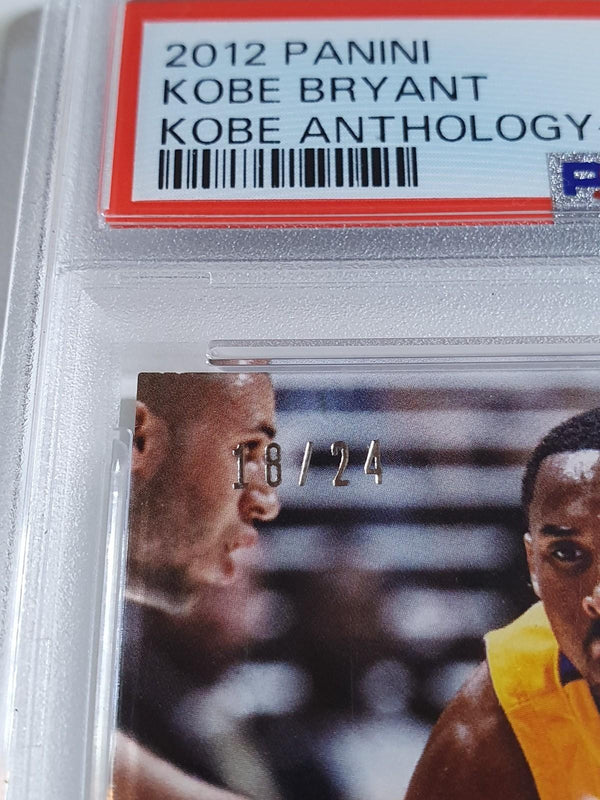 2012 PANINI
KOBE BRYANT
KOBE ANTHOLOGY-
18/24